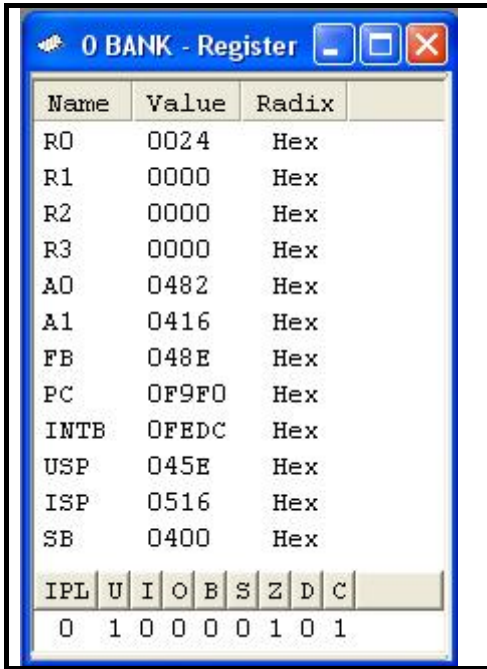 0 BANK - Register
Name Value Radix
R0 0024 Hex
R1 0000 Hex
R2 0000 Hex
R3 0000 Hex
A0 0482 Hex
A1 0416 Hex
FB 048E Hex
PC 0F9F0 Hex
INTB 0FEDC Hex
USP 045E Hex
ISP 0516 Hex
SB 0400 Hex
IPL U I O B S Z D C
0 1 0 0 0 0 1 0 1